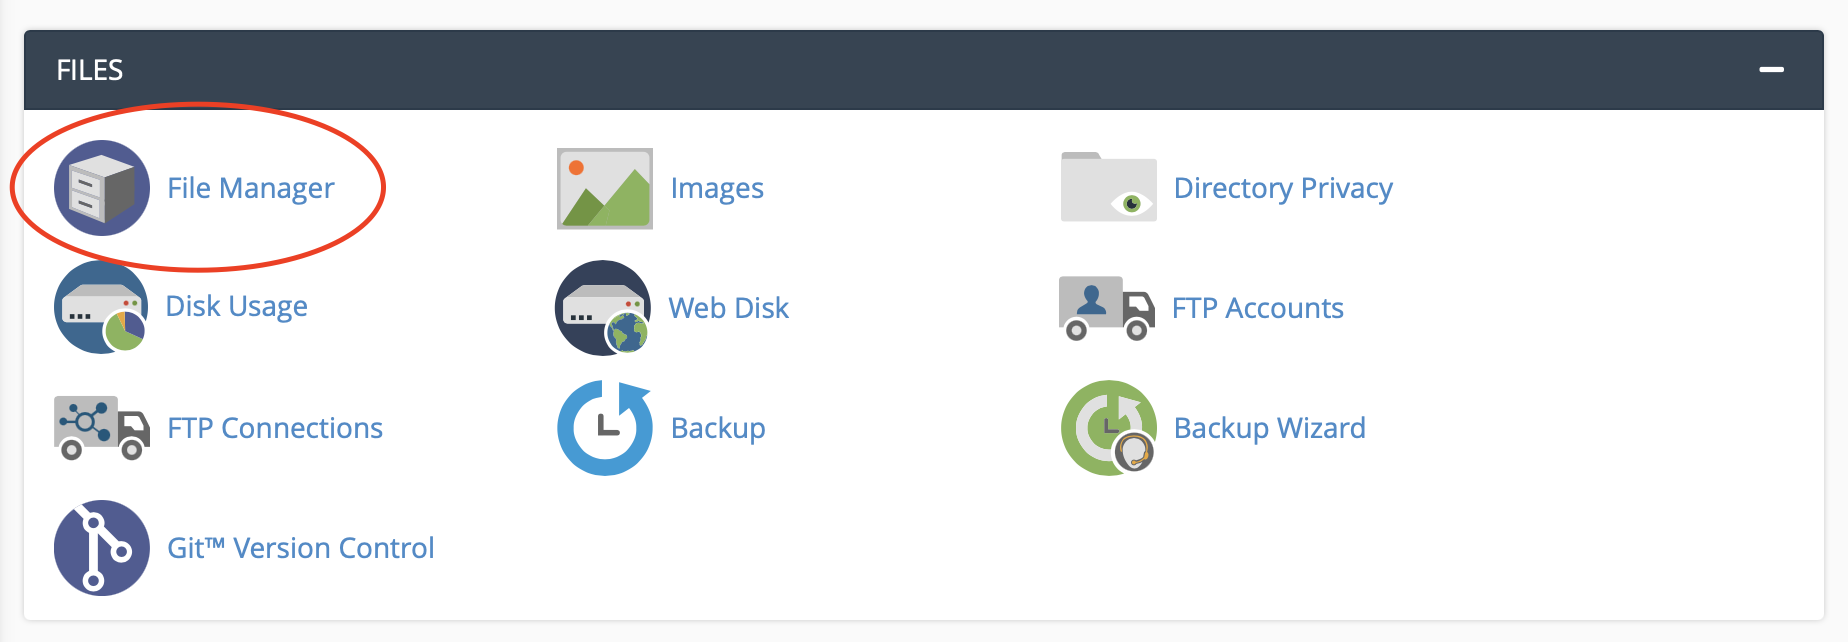 FILES
File Manager
Images
Directory Privacy
Disk Usage
Web Disk
FTP Accounts
FTP Connections
Backup
Backup Wizard
Git™ Version Control